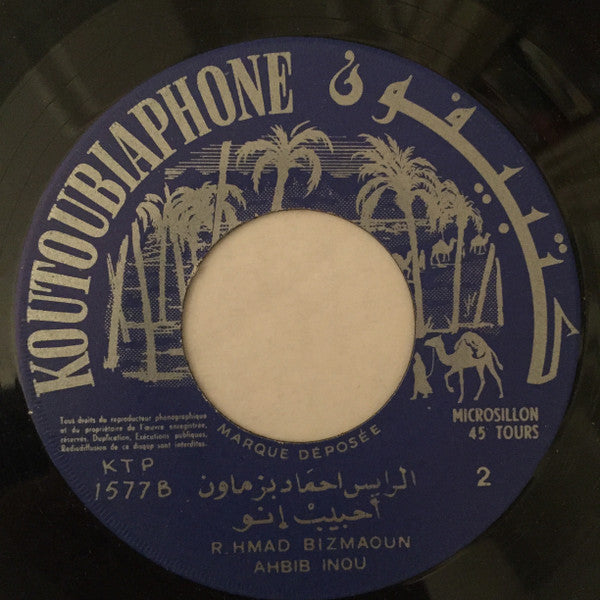 KOUTOUBIAPHONE
كتبيفون
MICROSILLON
45 TOURS
Tous droits du reproducteur phonographique
et du propriétaire de l'œuvre enregistrée,
réservés. Duplication, Exécutions publiques,
Radiodiffusion de ce disque sont interdites.
MARQUE DÉPOSÉE
KTP
1577B
2
الرايس احماد بزماون
أحبيب إنو
R.HMAD BIZMAOUN
AHBIB INOU